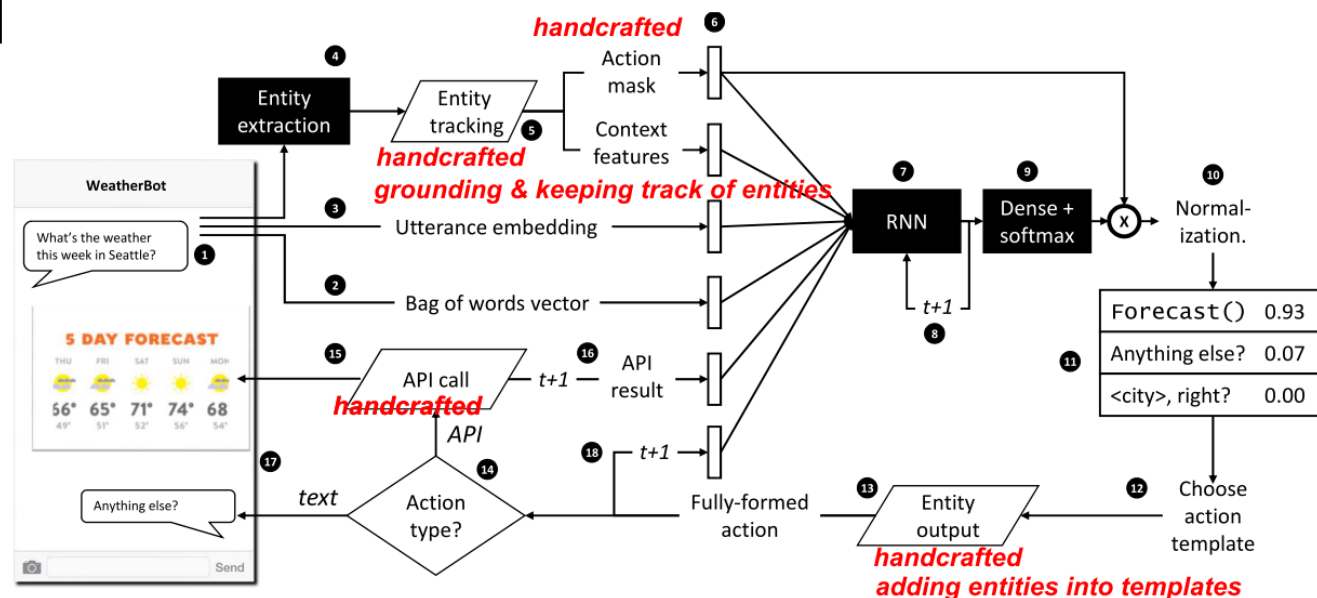 handcrafted
6
4
Action
mask
Entity
extraction
Entity
tracking
5
Context
features
handcrafted
grounding & keeping track of entities
WeatherBot
What's the weather
this week in Seattle?
1
3
Utterance embedding
2
Bag of words vector
7
RNN
t+1
8
9
Dense +
softmax
X
10
Normal-
ization.
11
Forecast() 0.93
Anything else? 0.07
<city>, right? 0.00
5 DAY FORECAST
THU FRI SAT SUN MON
66° 65° 71° 74° 68
49° 51° 52° 56° 54°
15
API call
handcrafted
16
t+1
API
result
API
18
t+1
17
text
14
Action
type?
Fully-formed
action
13
Entity
output
12
Choose
action
template
handcrafted
adding entities into templates
Anything else?
Send